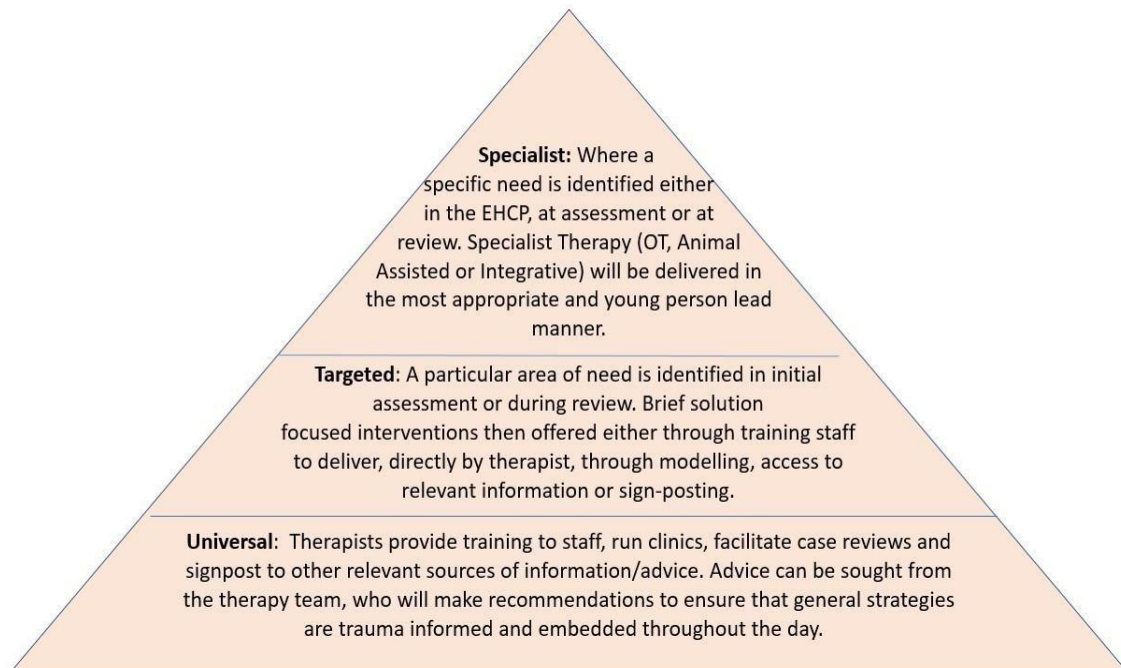 Specialist: Where a
specific need is identified either
in the EHCP, at assessment or at
review. Specialist Therapy (OT, Animal
Assisted or Integrative) will be delivered in
the most appropriate and young person lead
manner.
Targeted: A particular area of need is identified in initial
assessment or during review. Brief solution
focused interventions then offered either through training staff
to deliver, directly by therapist, through modelling, access to
relevant information or sign-posting.
Universal: Therapists provide training to staff, run clinics, facilitate case reviews and
signpost to other relevant sources of information/advice. Advice can be sought from
the therapy team, who will make recommendations to ensure that general strategies
are trauma informed and embedded throughout the day.